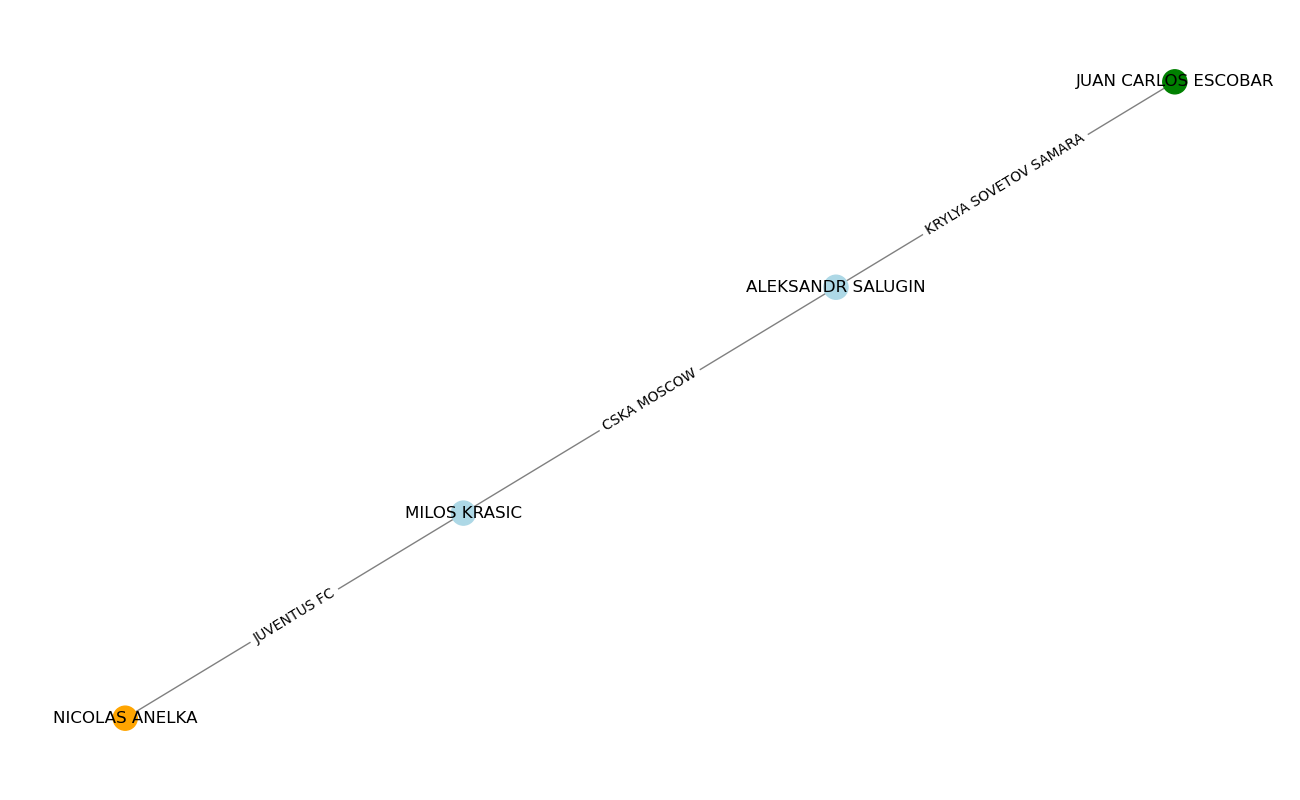 JUAN CARLOS ESCOBAR
KRYLYA SOVETOV SAMARA
ALEKSANDR SALUGIN
CSKA MOSCOW
MILOS KRASIC
JUVENTUS FC
NICOLAS ANELKA